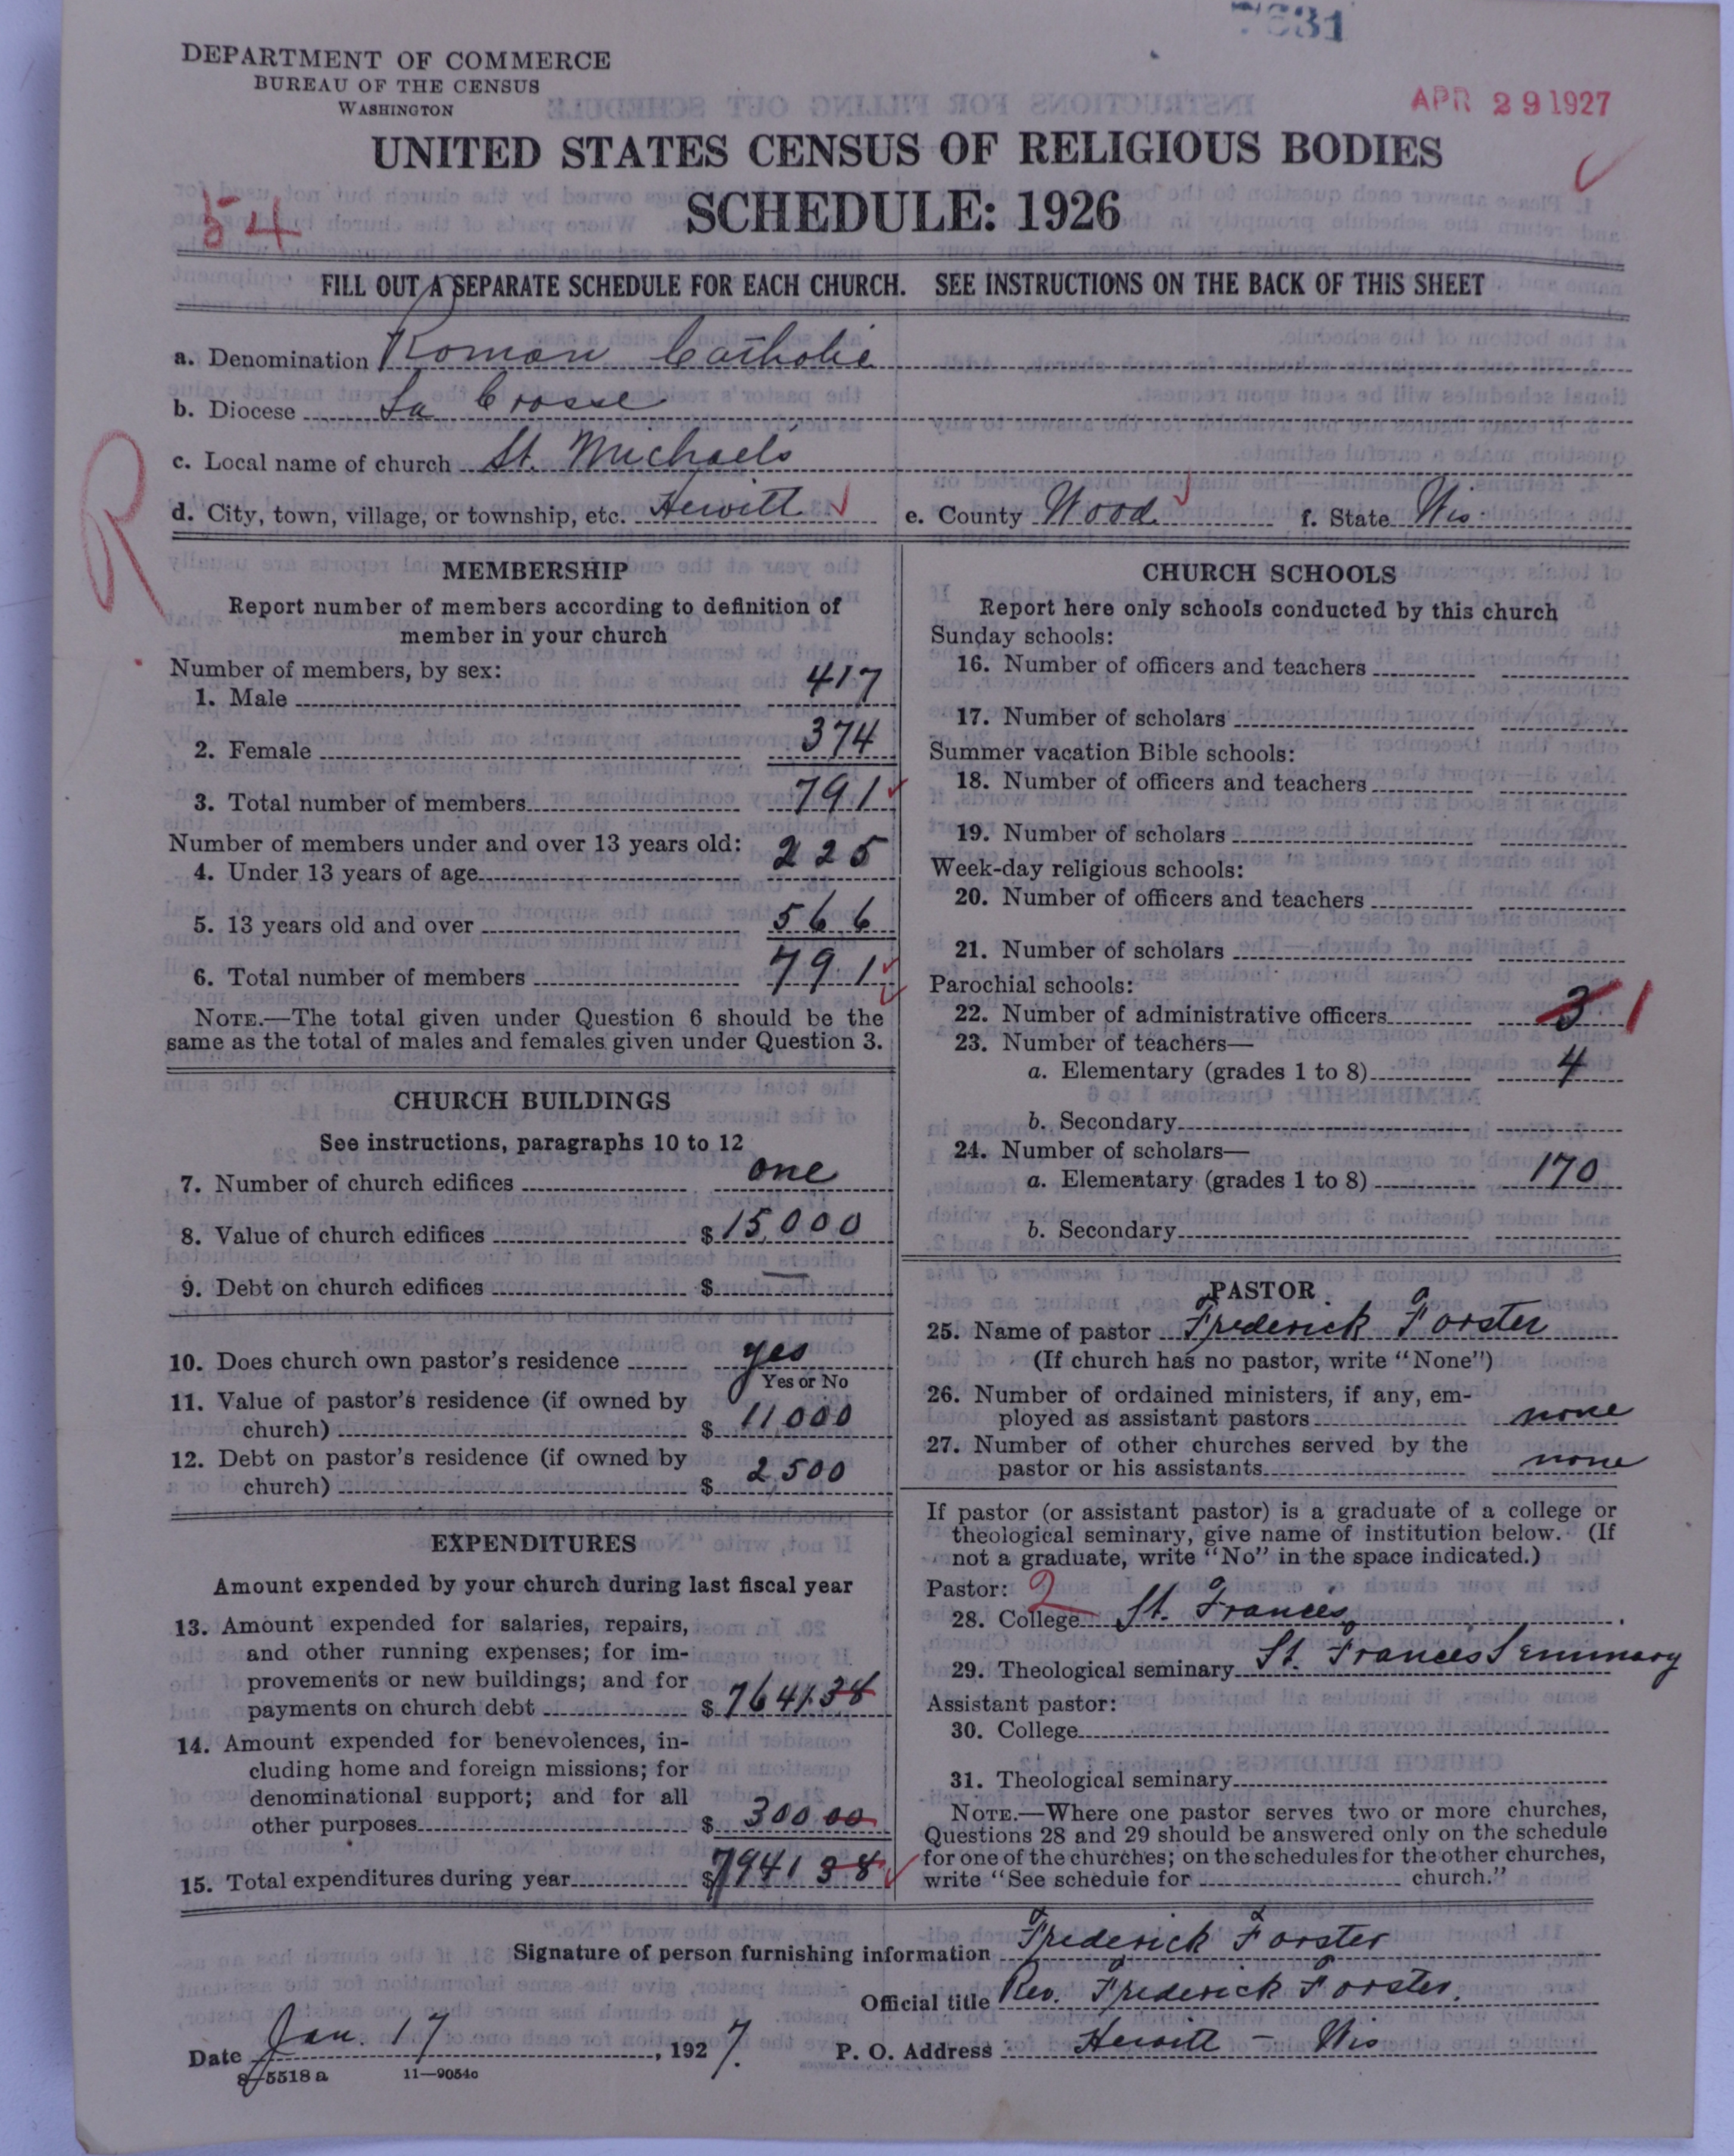 7631
DEPARTMENT OF COMMERCE
BUREAU OF THE CENSUS
WASHINGTON
APR 29 1927
UNITED STATES CENSUS OF RELIGIOUS BODIES
SCHEDULE: 1926
54
FILL OUT A SEPARATE SCHEDULE FOR EACH CHURCH. SEE INSTRUCTIONS ON THE BACK OF THIS SHEET
a. Denomination Roman Catholic
b. Diocese La Crosse
c. Local name of church St. Michaels
d. City, town, village, or township, etc. Hewitt e. County Wood f. State Wis
R
MEMBERSHIP
Report number of members according to definition of
member in your church
Number of members, by sex:
1. Male 417
2. Female 374
3. Total number of members 791
Number of members under and over 13 years old:
4. Under 13 years of age 225
5. 13 years old and over 566
6. Total number of members 791
NOTE.—The total given under Question 6 should be the
same as the total of males and females given under Question 3.
CHURCH BUILDINGS
See instructions, paragraphs 10 to 12
7. Number of church edifices one
8. Value of church edifices $ 15,000
9. Debt on church edifices $ —
10. Does church own pastor's residence yes
Yes or No
11. Value of pastor's residence (if owned by
church) $ 11000
12. Debt on pastor's residence (if owned by
church) $ 2,500
EXPENDITURES
Amount expended by your church during last fiscal year
13. Amount expended for salaries, repairs,
and other running expenses; for im-
provements or new buildings; and for
payments on church debt $ 7641.38
14. Amount expended for benevolences, in-
cluding home and foreign missions; for
denominational support; and for all
other purposes $ 300 00
15. Total expenditures during year $ 7941 38
CHURCH SCHOOLS
Report here only schools conducted by this church
Sunday schools:
16. Number of officers and teachers
17. Number of scholars
Summer vacation Bible schools:
18. Number of officers and teachers
19. Number of scholars
Week-day religious schools:
20. Number of officers and teachers
21. Number of scholars
Parochial schools:
22. Number of administrative officers 3 1
23. Number of teachers—
a. Elementary (grades 1 to 8) 4
b. Secondary
24. Number of scholars—
a. Elementary (grades 1 to 8) 170
b. Secondary
PASTOR
25. Name of pastor Frederick Forster
(If church has no pastor, write "None")
26. Number of ordained ministers, if any, em-
ployed as assistant pastors none
27. Number of other churches served by the
pastor or his assistants none
If pastor (or assistant pastor) is a graduate of a college or
theological seminary, give name of institution below. (If
not a graduate, write "No" in the space indicated.)
Pastor: 2
28. College St. Frances
29. Theological seminary St. Frances Seminary
Assistant pastor:
30. College
31. Theological seminary
NOTE.—Where one pastor serves two or more churches,
Questions 28 and 29 should be answered only on the schedule
for one of the churches; on the schedules for the other churches,
write "See schedule for church."
Signature of person furnishing information Frederick Forster
Official title Rev. Frederick Forster.
Date Jan. 17, 1927. P. O. Address Hewitt – Wis
8—5518a 11—9054c